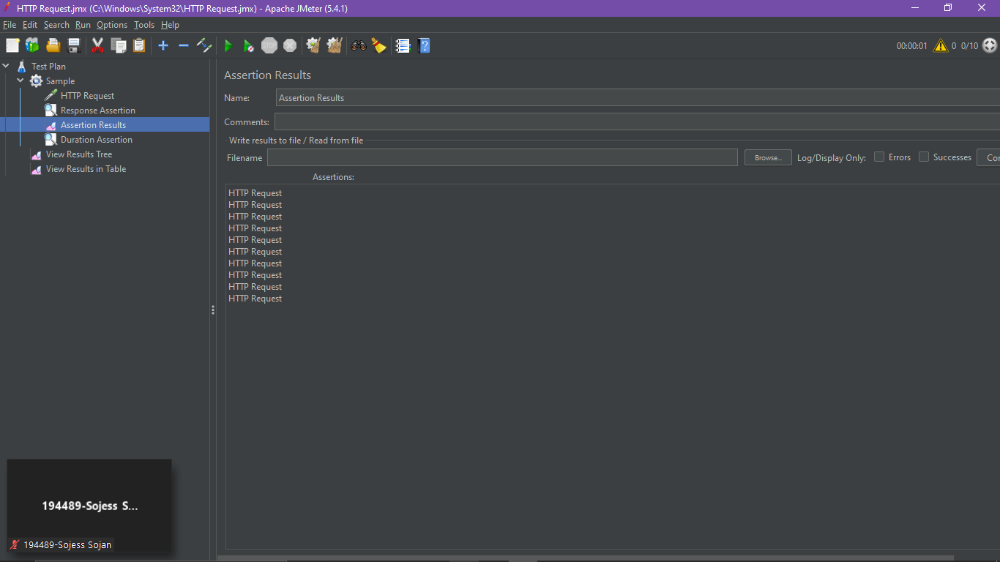 HTTP Request.jmx (C:\Windows\System32\HTTP Request.jmx) - Apache JMeter (5.4.1)
File Edit Search Run Options Tools Help
STOP
00:00:01 0 0/10
Test Plan
Sample
HTTP Request
Response Assertion
Assertion Results
Duration Assertion
View Results Tree
View Results in Table
Assertion Results
Name: Assertion Results
Comments:
Write results to file / Read from file
Filename Browse... Log/Display Only: Errors Successes
Assertions:
HTTP Request
HTTP Request
HTTP Request
HTTP Request
HTTP Request
HTTP Request
HTTP Request
HTTP Request
HTTP Request
HTTP Request
194489-Sojess S...
194489-Sojess Sojan